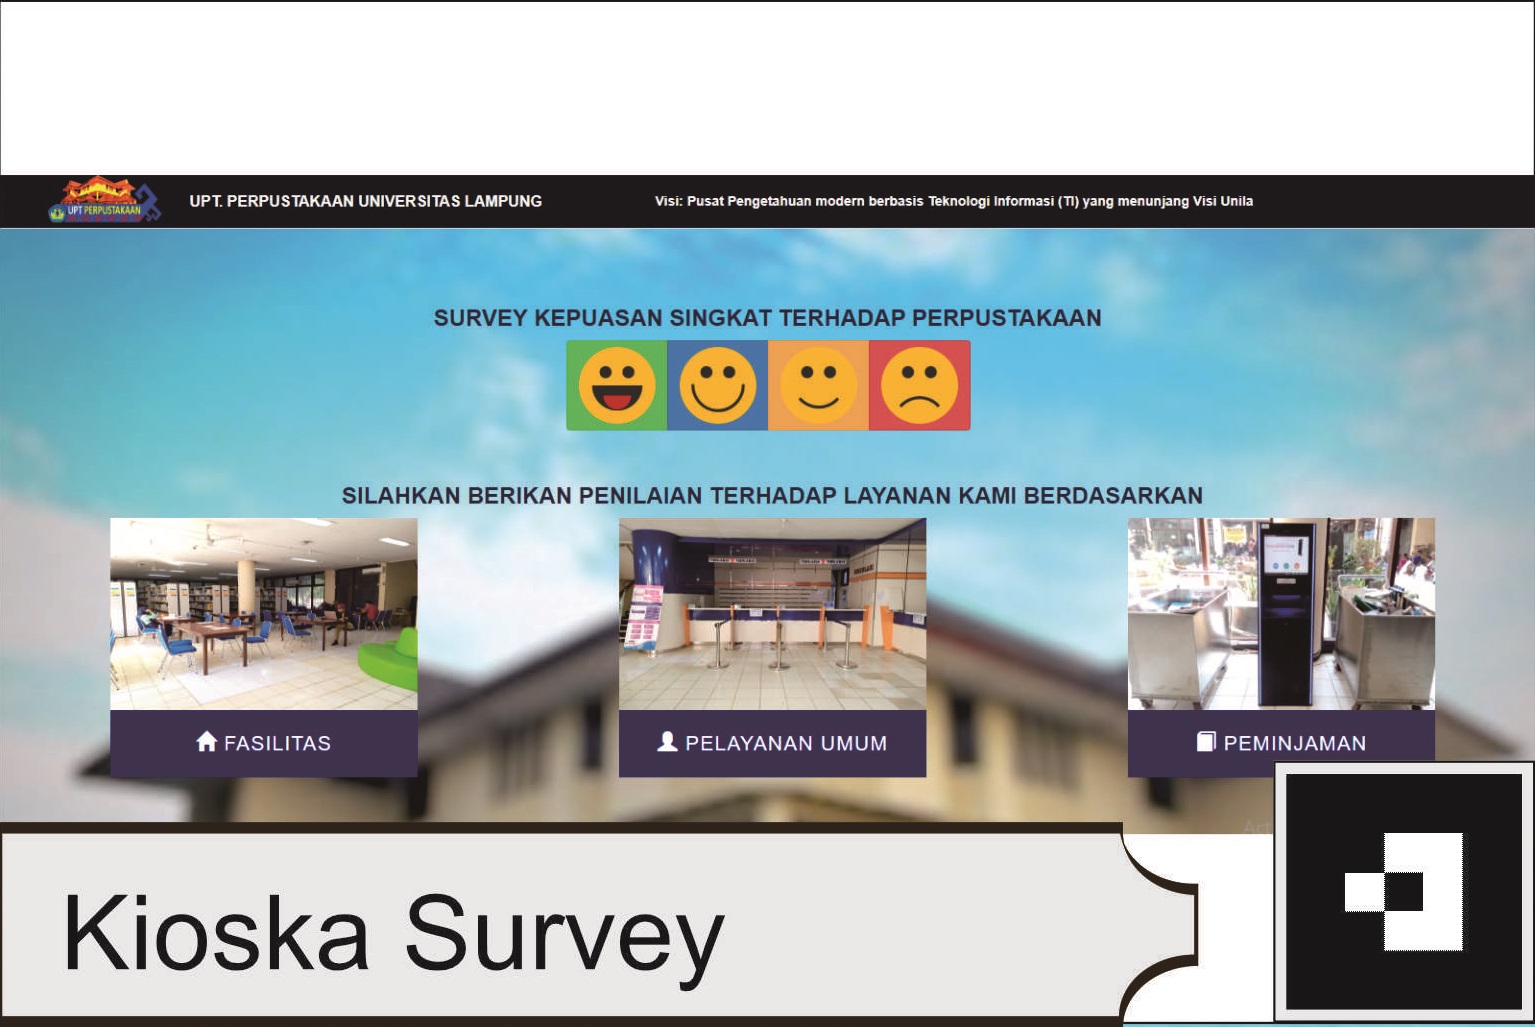 UPT PERPUSTAKAAN
UPT. PERPUSTAKAAN UNIVERSITAS LAMPUNG
Visi: Pusat Pengetahuan modern berbasis Teknologi Informasi (TI) yang menunjang Visi Unila
SURVEY KEPUASAN SINGKAT TERHADAP PERPUSTAKAAN
SILAHKAN BERIKAN PENILAIAN TERHADAP LAYANAN KAMI BERDASARKAN
FASILITAS
PELAYANAN UMUM
PEMINJAMAN
Kioska Survey